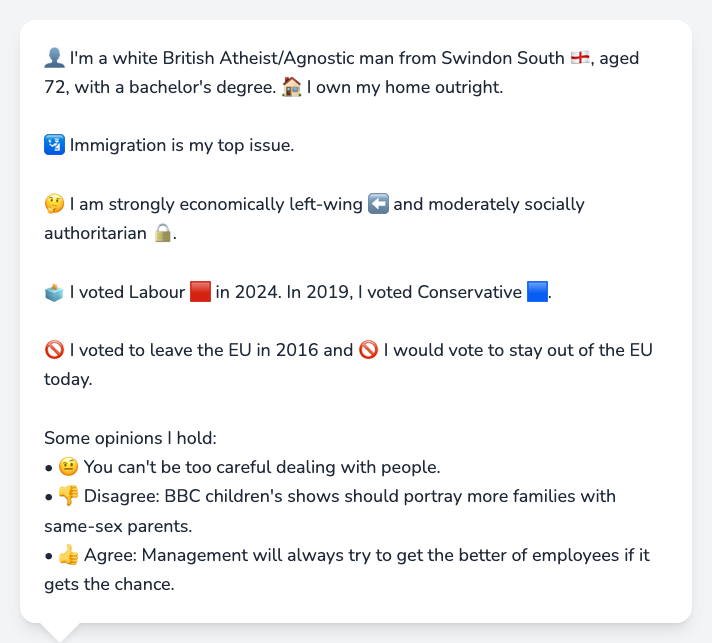 👤 I'm a white British Atheist/Agnostic man from Swindon South 🏴󠁧󠁢󠁥󠁮󠁧󠁿, aged
72, with a bachelor's degree. 🏠 I own my home outright.
🛂 Immigration is my top issue.
🤔 I am strongly economically left-wing ⬅️ and moderately socially
authoritarian 🔒.
🗳️ I voted Labour 🟥 in 2024. In 2019, I voted Conservative 🟦.
🚫 I voted to leave the EU in 2016 and 🚫 I would vote to stay out of the EU
today.
Some opinions I hold:
• 🤨 You can't be too careful dealing with people.
• 👎 Disagree: BBC children's shows should portray more families with
same-sex parents.
• 👍 Agree: Management will always try to get the better of employees if it
gets the chance.